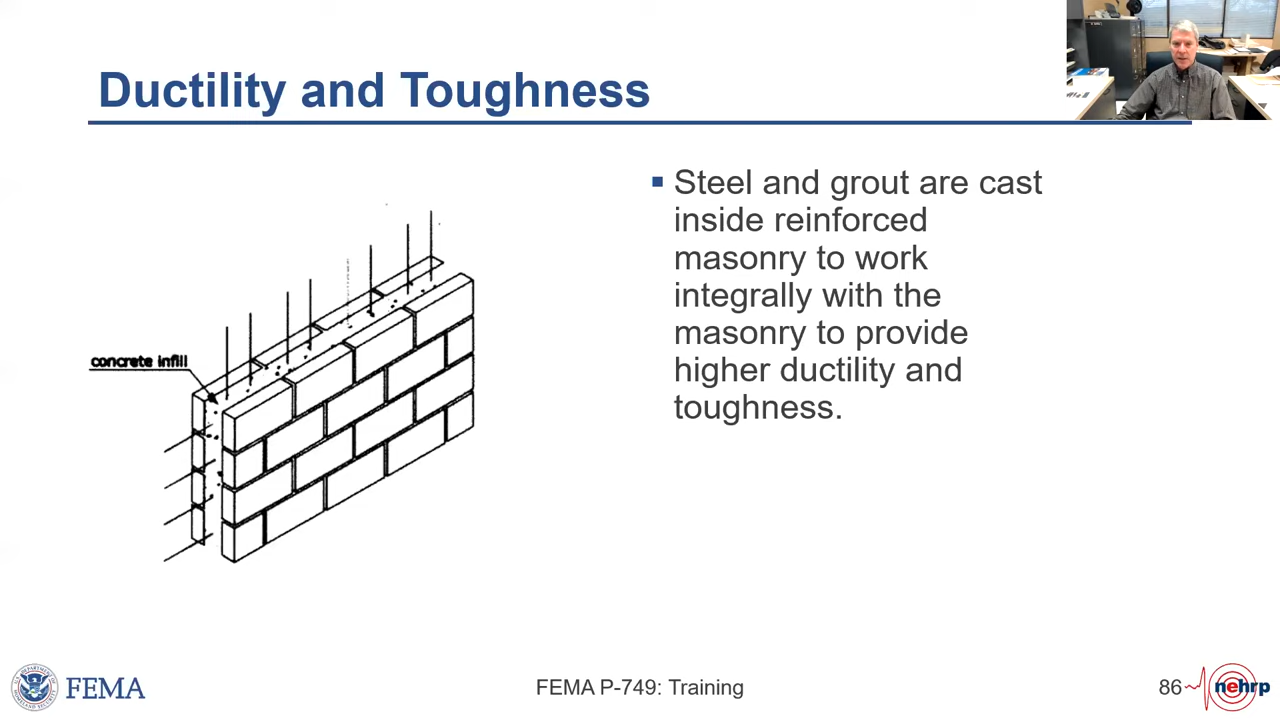 Ductility and Toughness
concrete infill
▪ Steel and grout are cast
inside reinforced
masonry to work
integrally with the
masonry to provide
higher ductility and
toughness.
FEMA
FEMA P-749: Training
86
nehrp